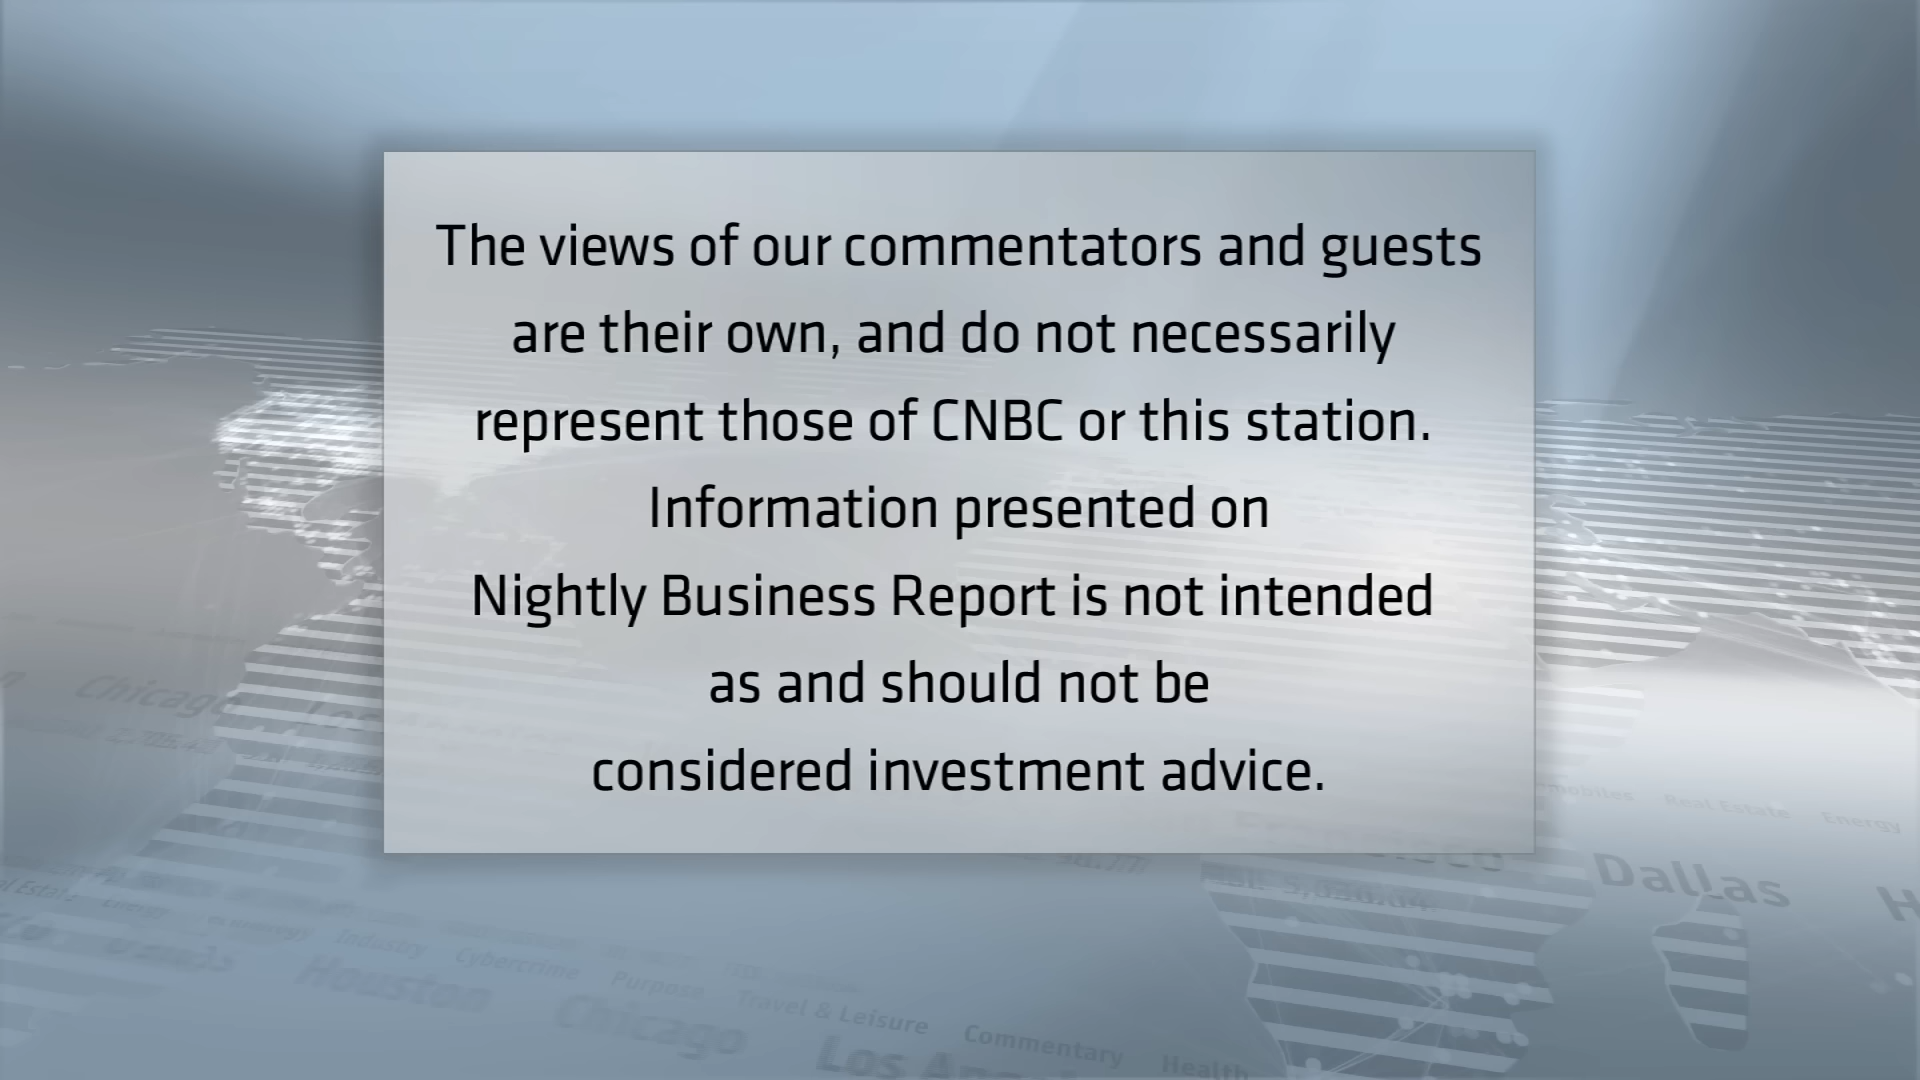 The views of our commentators and guests
are their own, and do not necessarily
represent those of CNBC or this station.
Information presented on
Nightly Business Report is not intended
as and should not be
considered investment advice.
Chicago
Real Estate Energy
Dallas
Industry Cybercrime Purpose Travel & Leisure Commentary Health
Houston Chicago Los